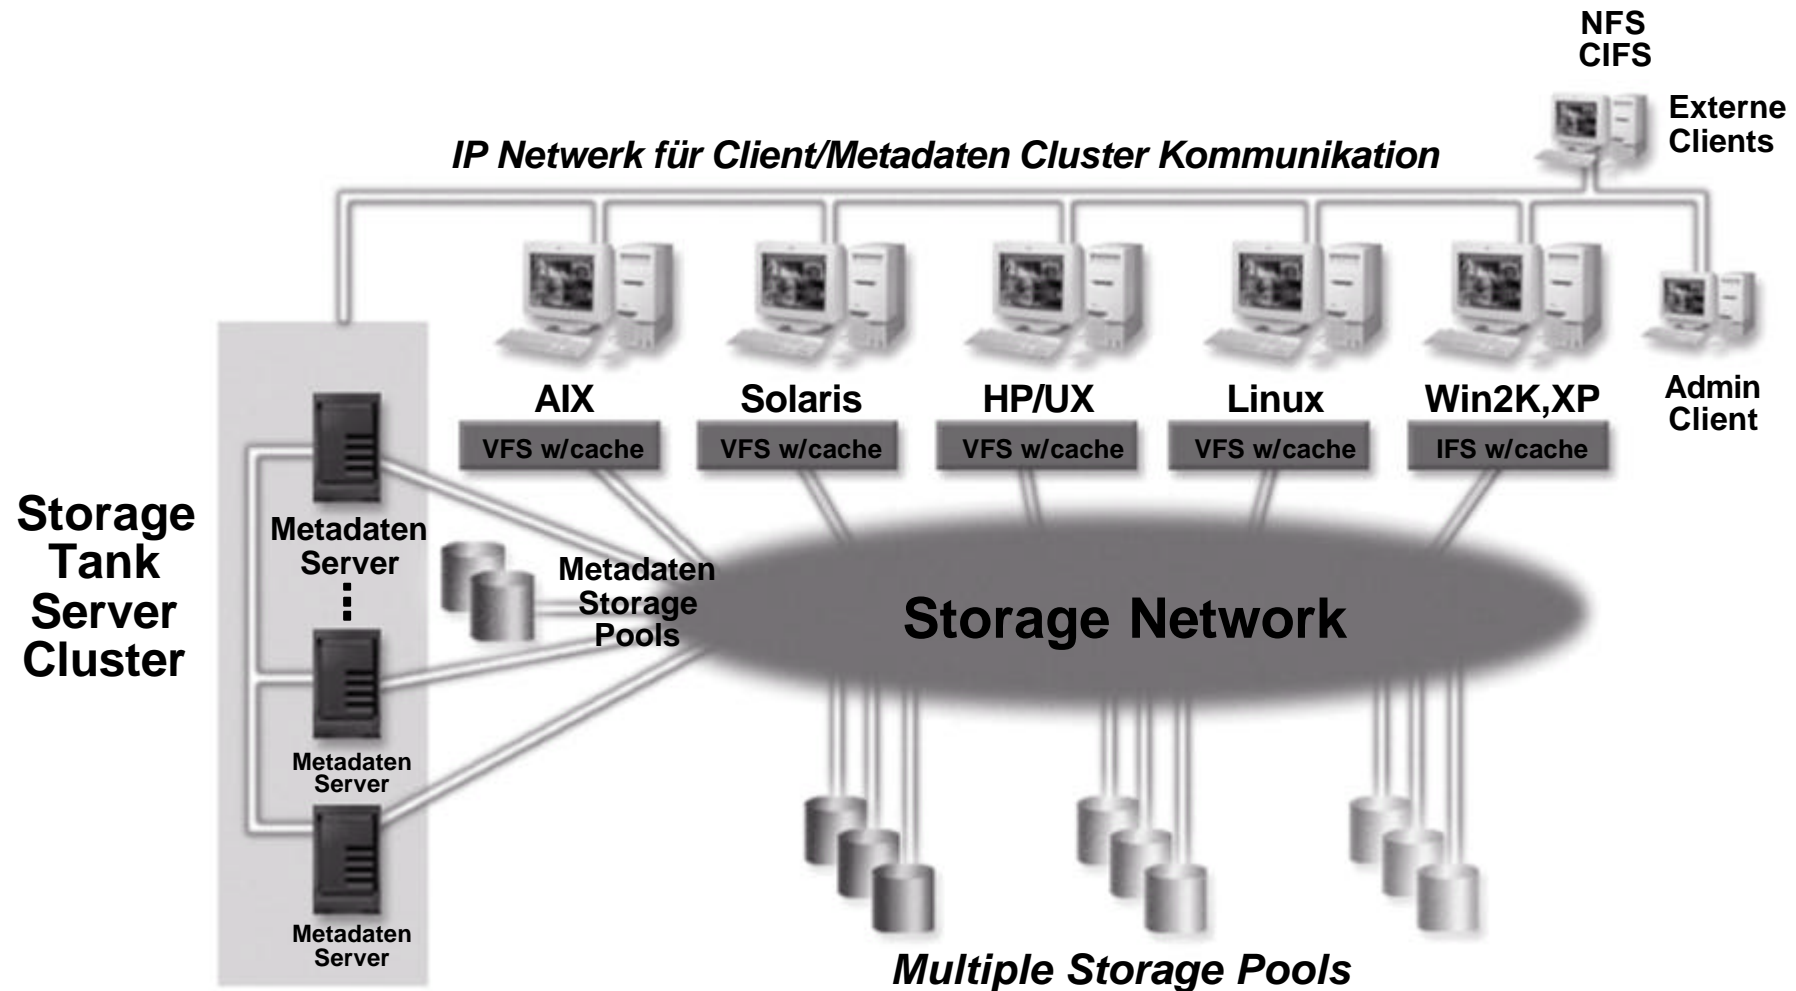 NFS
CIFS
Externe
Clients
IP Netwerk für Client/Metadaten Cluster Kommunikation
AIX
Solaris
HP/UX
Linux
Win2K,XP
Admin
Client
VFS w/cache
VFS w/cache
VFS w/cache
VFS w/cache
IFS w/cache
Storage
Tank
Server
Cluster
Metadaten
Server
Metadaten
Storage
Pools
Storage Network
Metadaten
Server
Metadaten
Server
Multiple Storage Pools